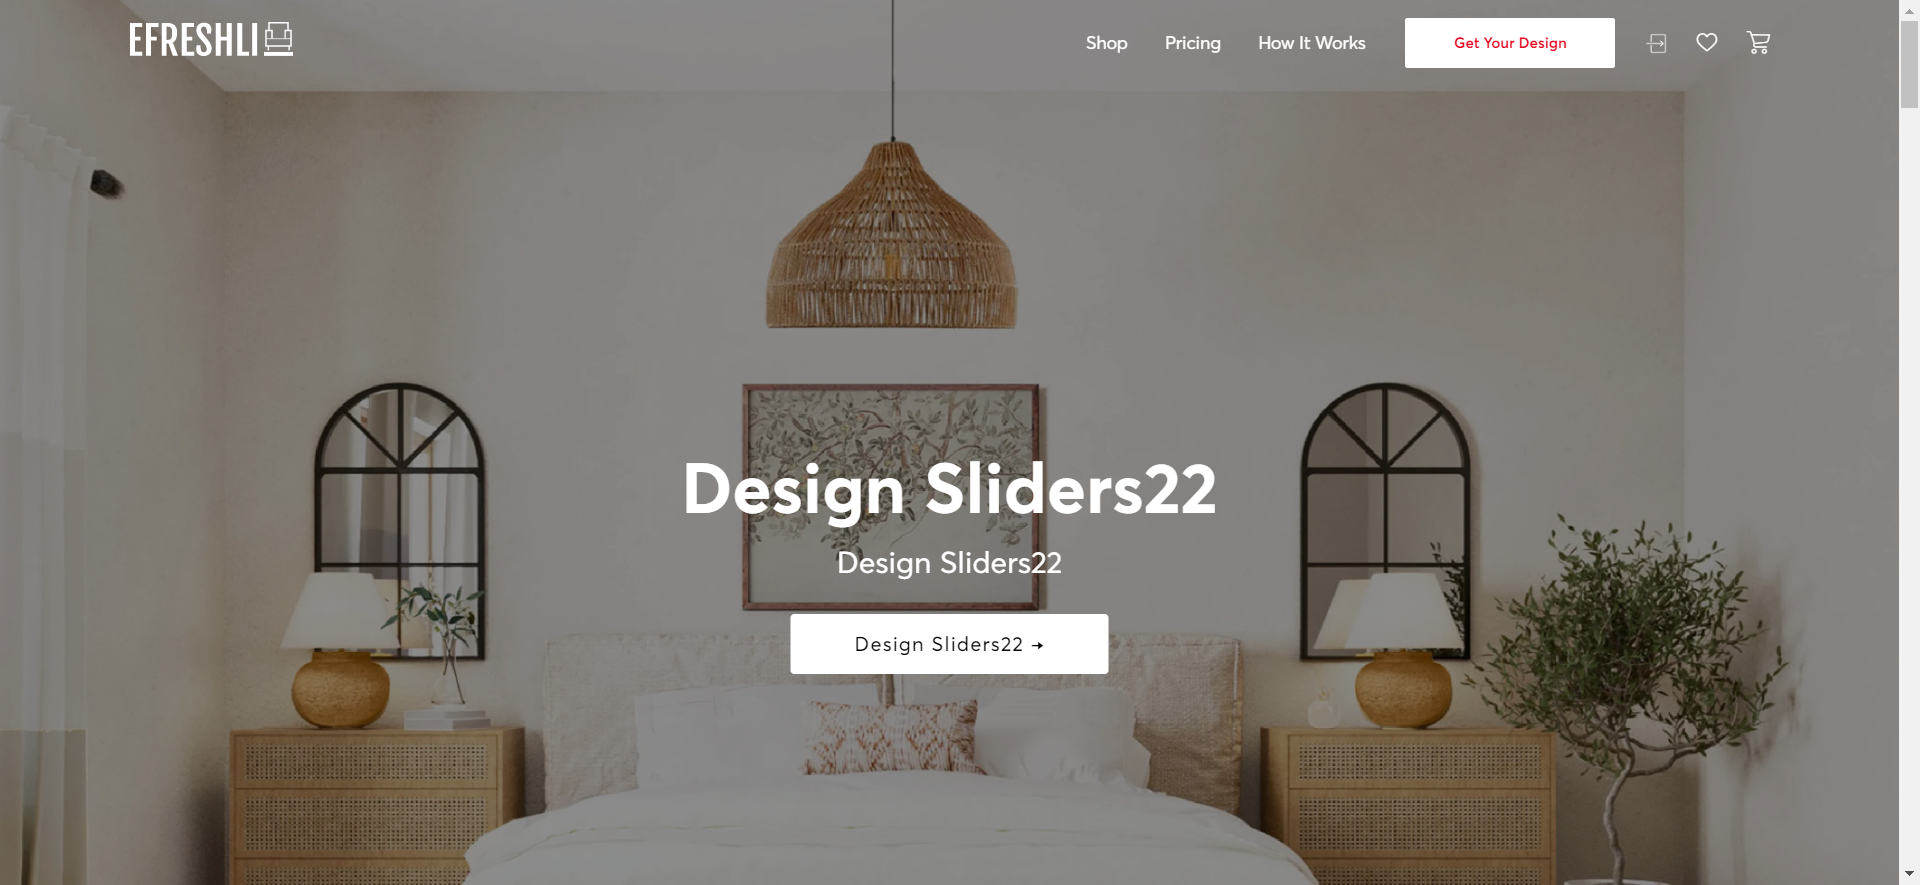 EFRESHLI
Shop
Pricing
How It Works
Get Your Design
Design Sliders22
Design Sliders22
Design Sliders22 →